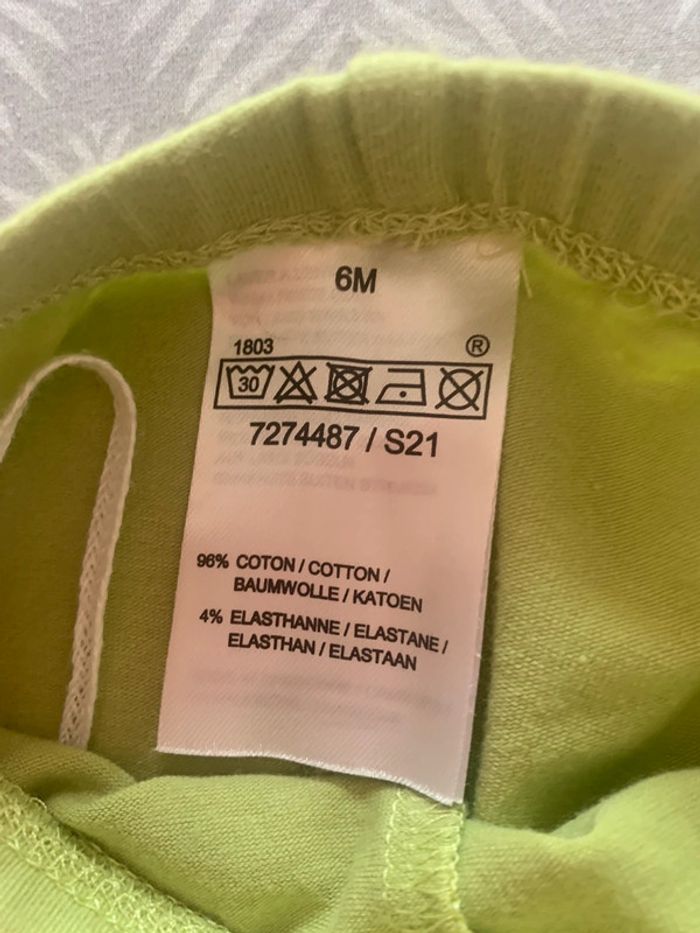 6M
1803 ®
30
7274487 / S21
96% COTON / COTTON /
BAUMWOLLE / KATOEN
4% ELASTHANNE / ELASTANE /
ELASTHAN / ELASTAAN